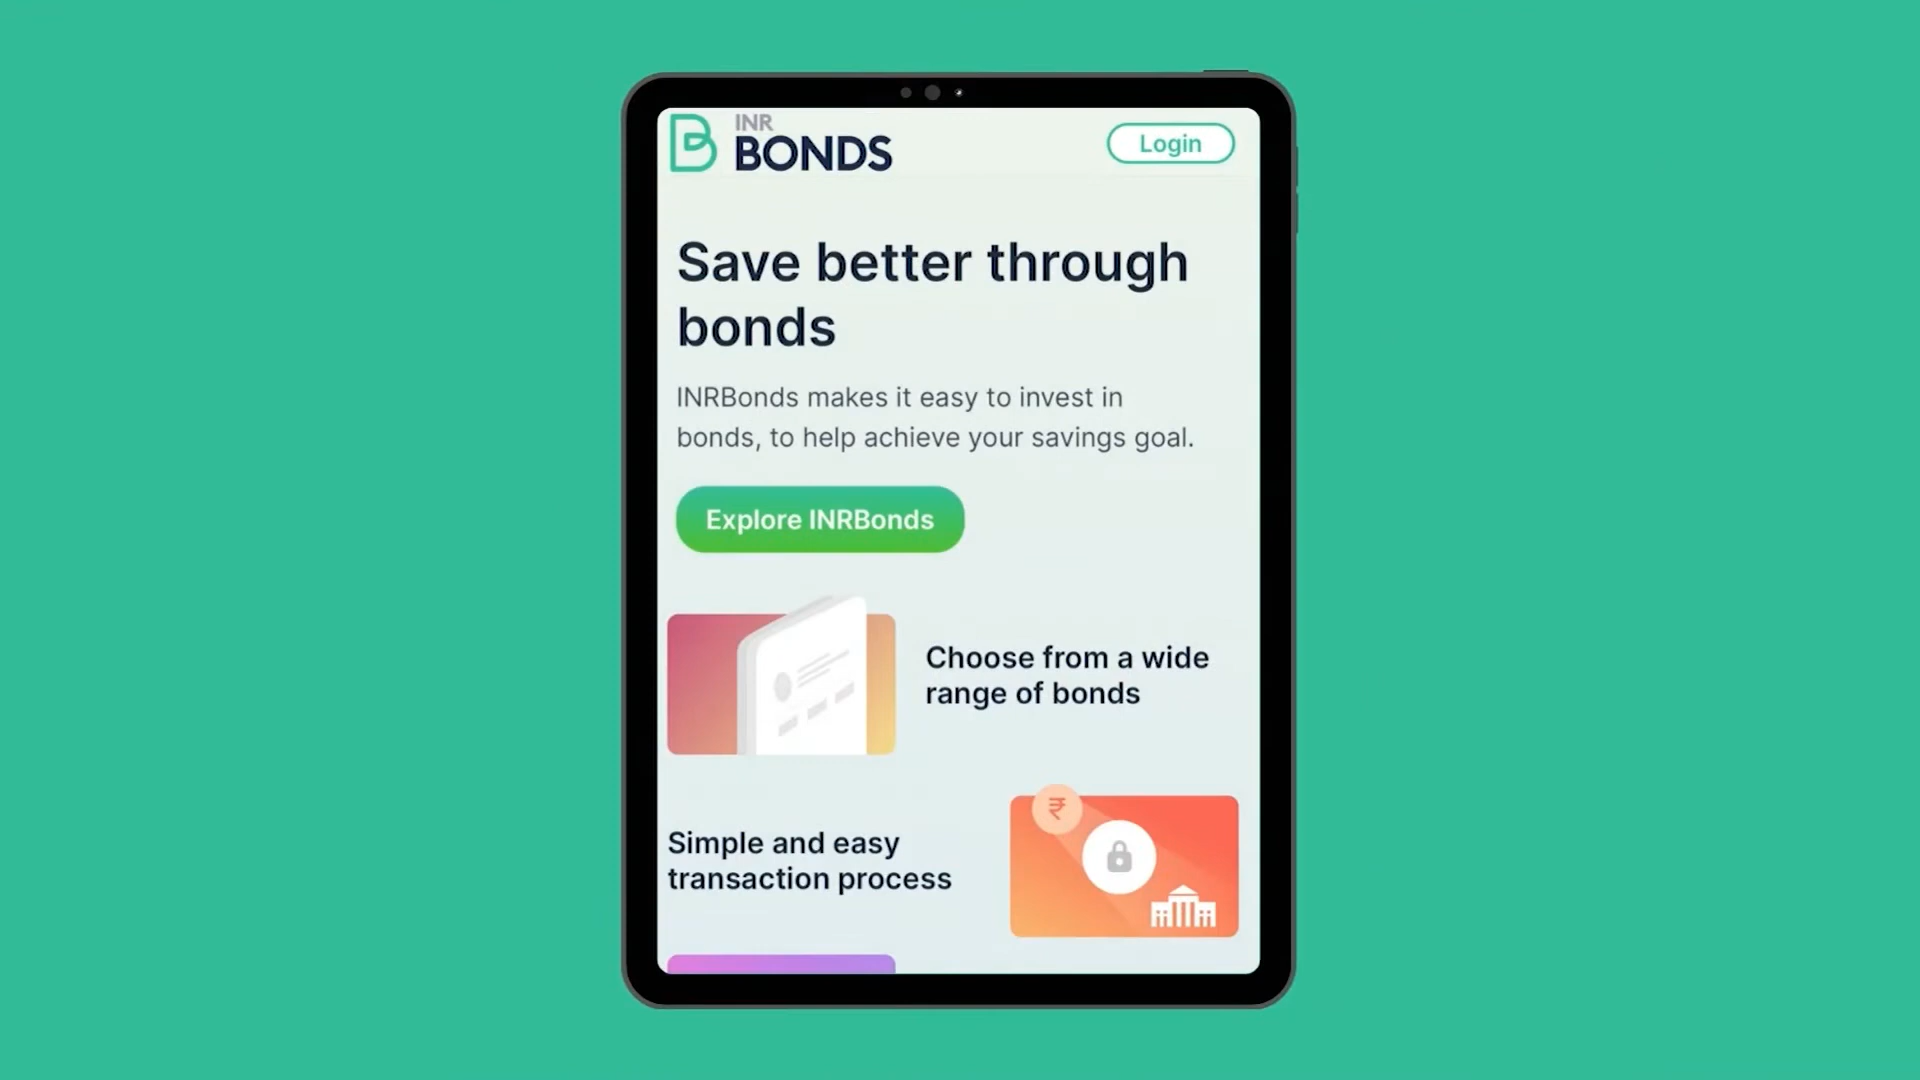 INR
BONDS
Login
Save better through
bonds
INRBonds makes it easy to invest in
bonds, to help achieve your savings goal.
Explore INRBonds
Choose from a wide
range of bonds
₹
Simple and easy
transaction process